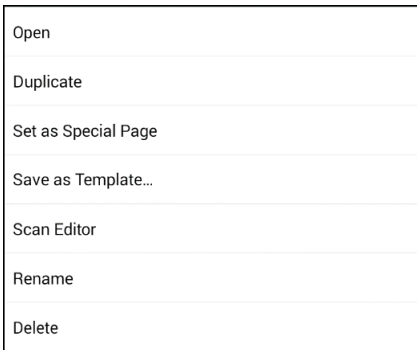 Open
Duplicate
Set as Special Page
Save as Template...
Scan Editor
Rename
Delete